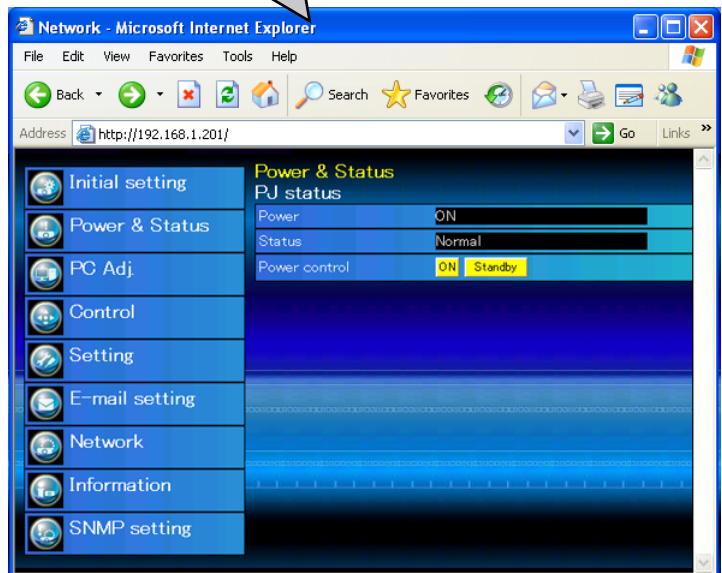 Network - Microsoft Internet Explorer
File Edit View Favorites Tools Help
Back Search Favorites
Address http://192.168.1.201/ Go Links »
Initial setting
Power & Status
PC Adj.
Control
Setting
E-mail setting
Network
Information
SNMP setting
Power & Status
PJ status
Power ON
Status Normal
Power control ON Standby